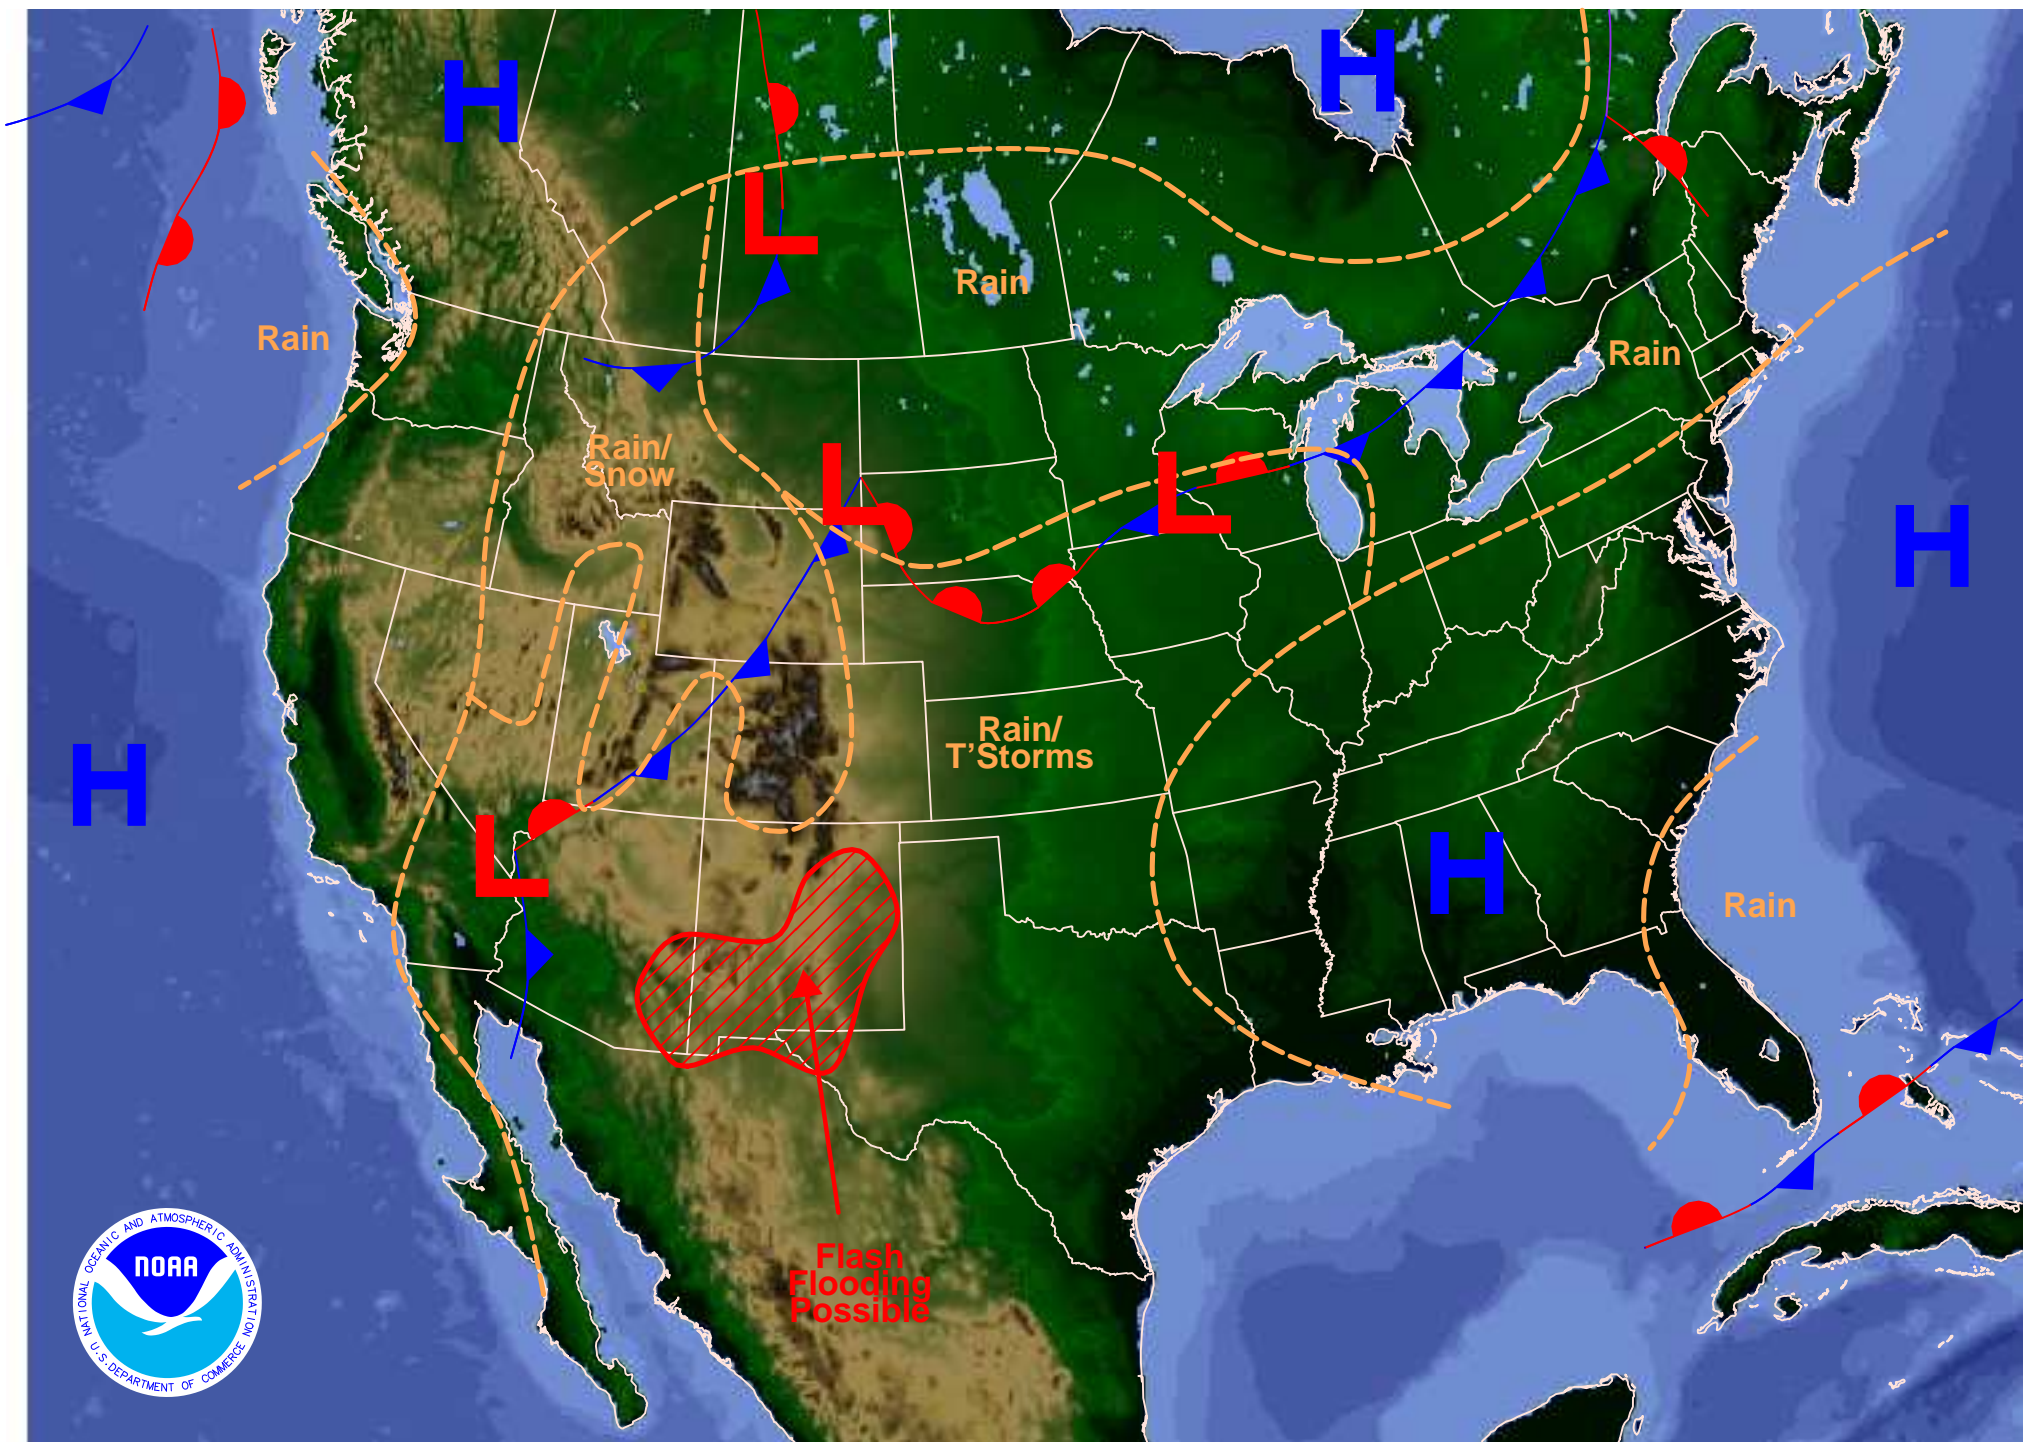 H
H
L
Rain
Rain
Rain
Rain/
Snow
L
L
H
Rain/
T'Storms
H
L
H
Rain
Flash
Flooding
Possible
NOAA
NATIONAL OCEANIC AND ATMOSPHERIC ADMINISTRATION
U.S. DEPARTMENT OF COMMERCE